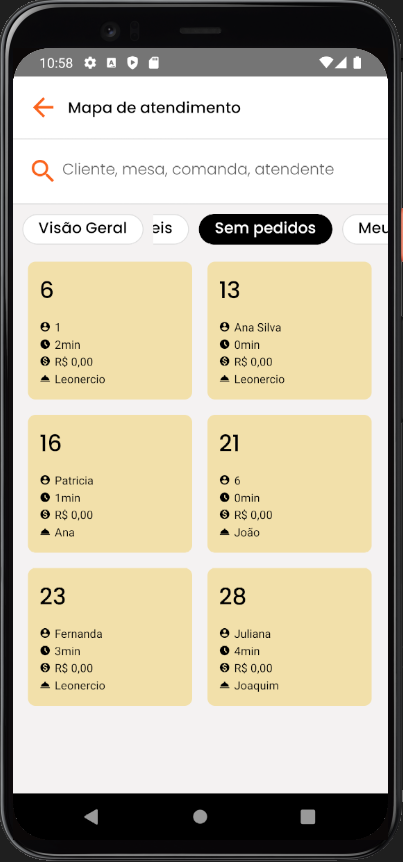 10:58
Mapa de atendimento
Cliente, mesa, comanda, atendente
Visão Geral eis Sem pedidos Meu
6
1
2min
R$ 0,00
Leonercio
13
Ana Silva
0min
R$ 0,00
Leonercio
16
Patricia
1min
R$ 0,00
Ana
21
6
0min
R$ 0,00
João
23
Fernanda
3min
R$ 0,00
Leonercio
28
Juliana
4min
R$ 0,00
Joaquim